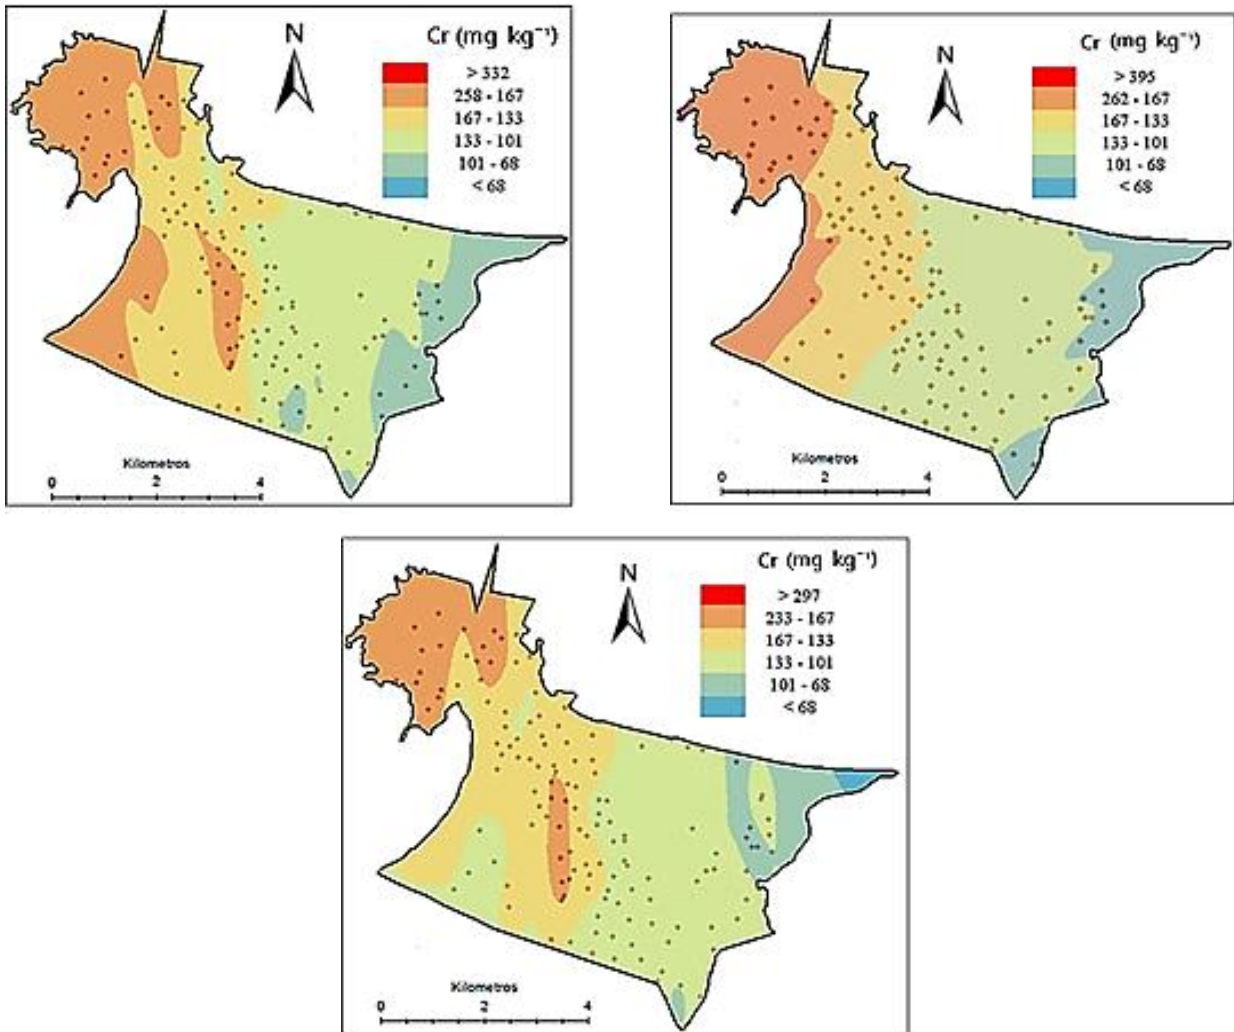 Cr (mg kg⁻¹)
N
> 332
258 - 167
167 - 133
133 - 101
101 - 68
< 68
Kilometros
0 2 4
Cr (mg kg⁻¹)
N
> 395
262 - 167
167 - 133
133 - 101
101 - 68
< 68
Kilometros
0 2 4
Cr (mg kg⁻¹)
N
> 297
233 - 167
167 - 133
133 - 101
101 - 68
< 68
Kilometros
0 2 4